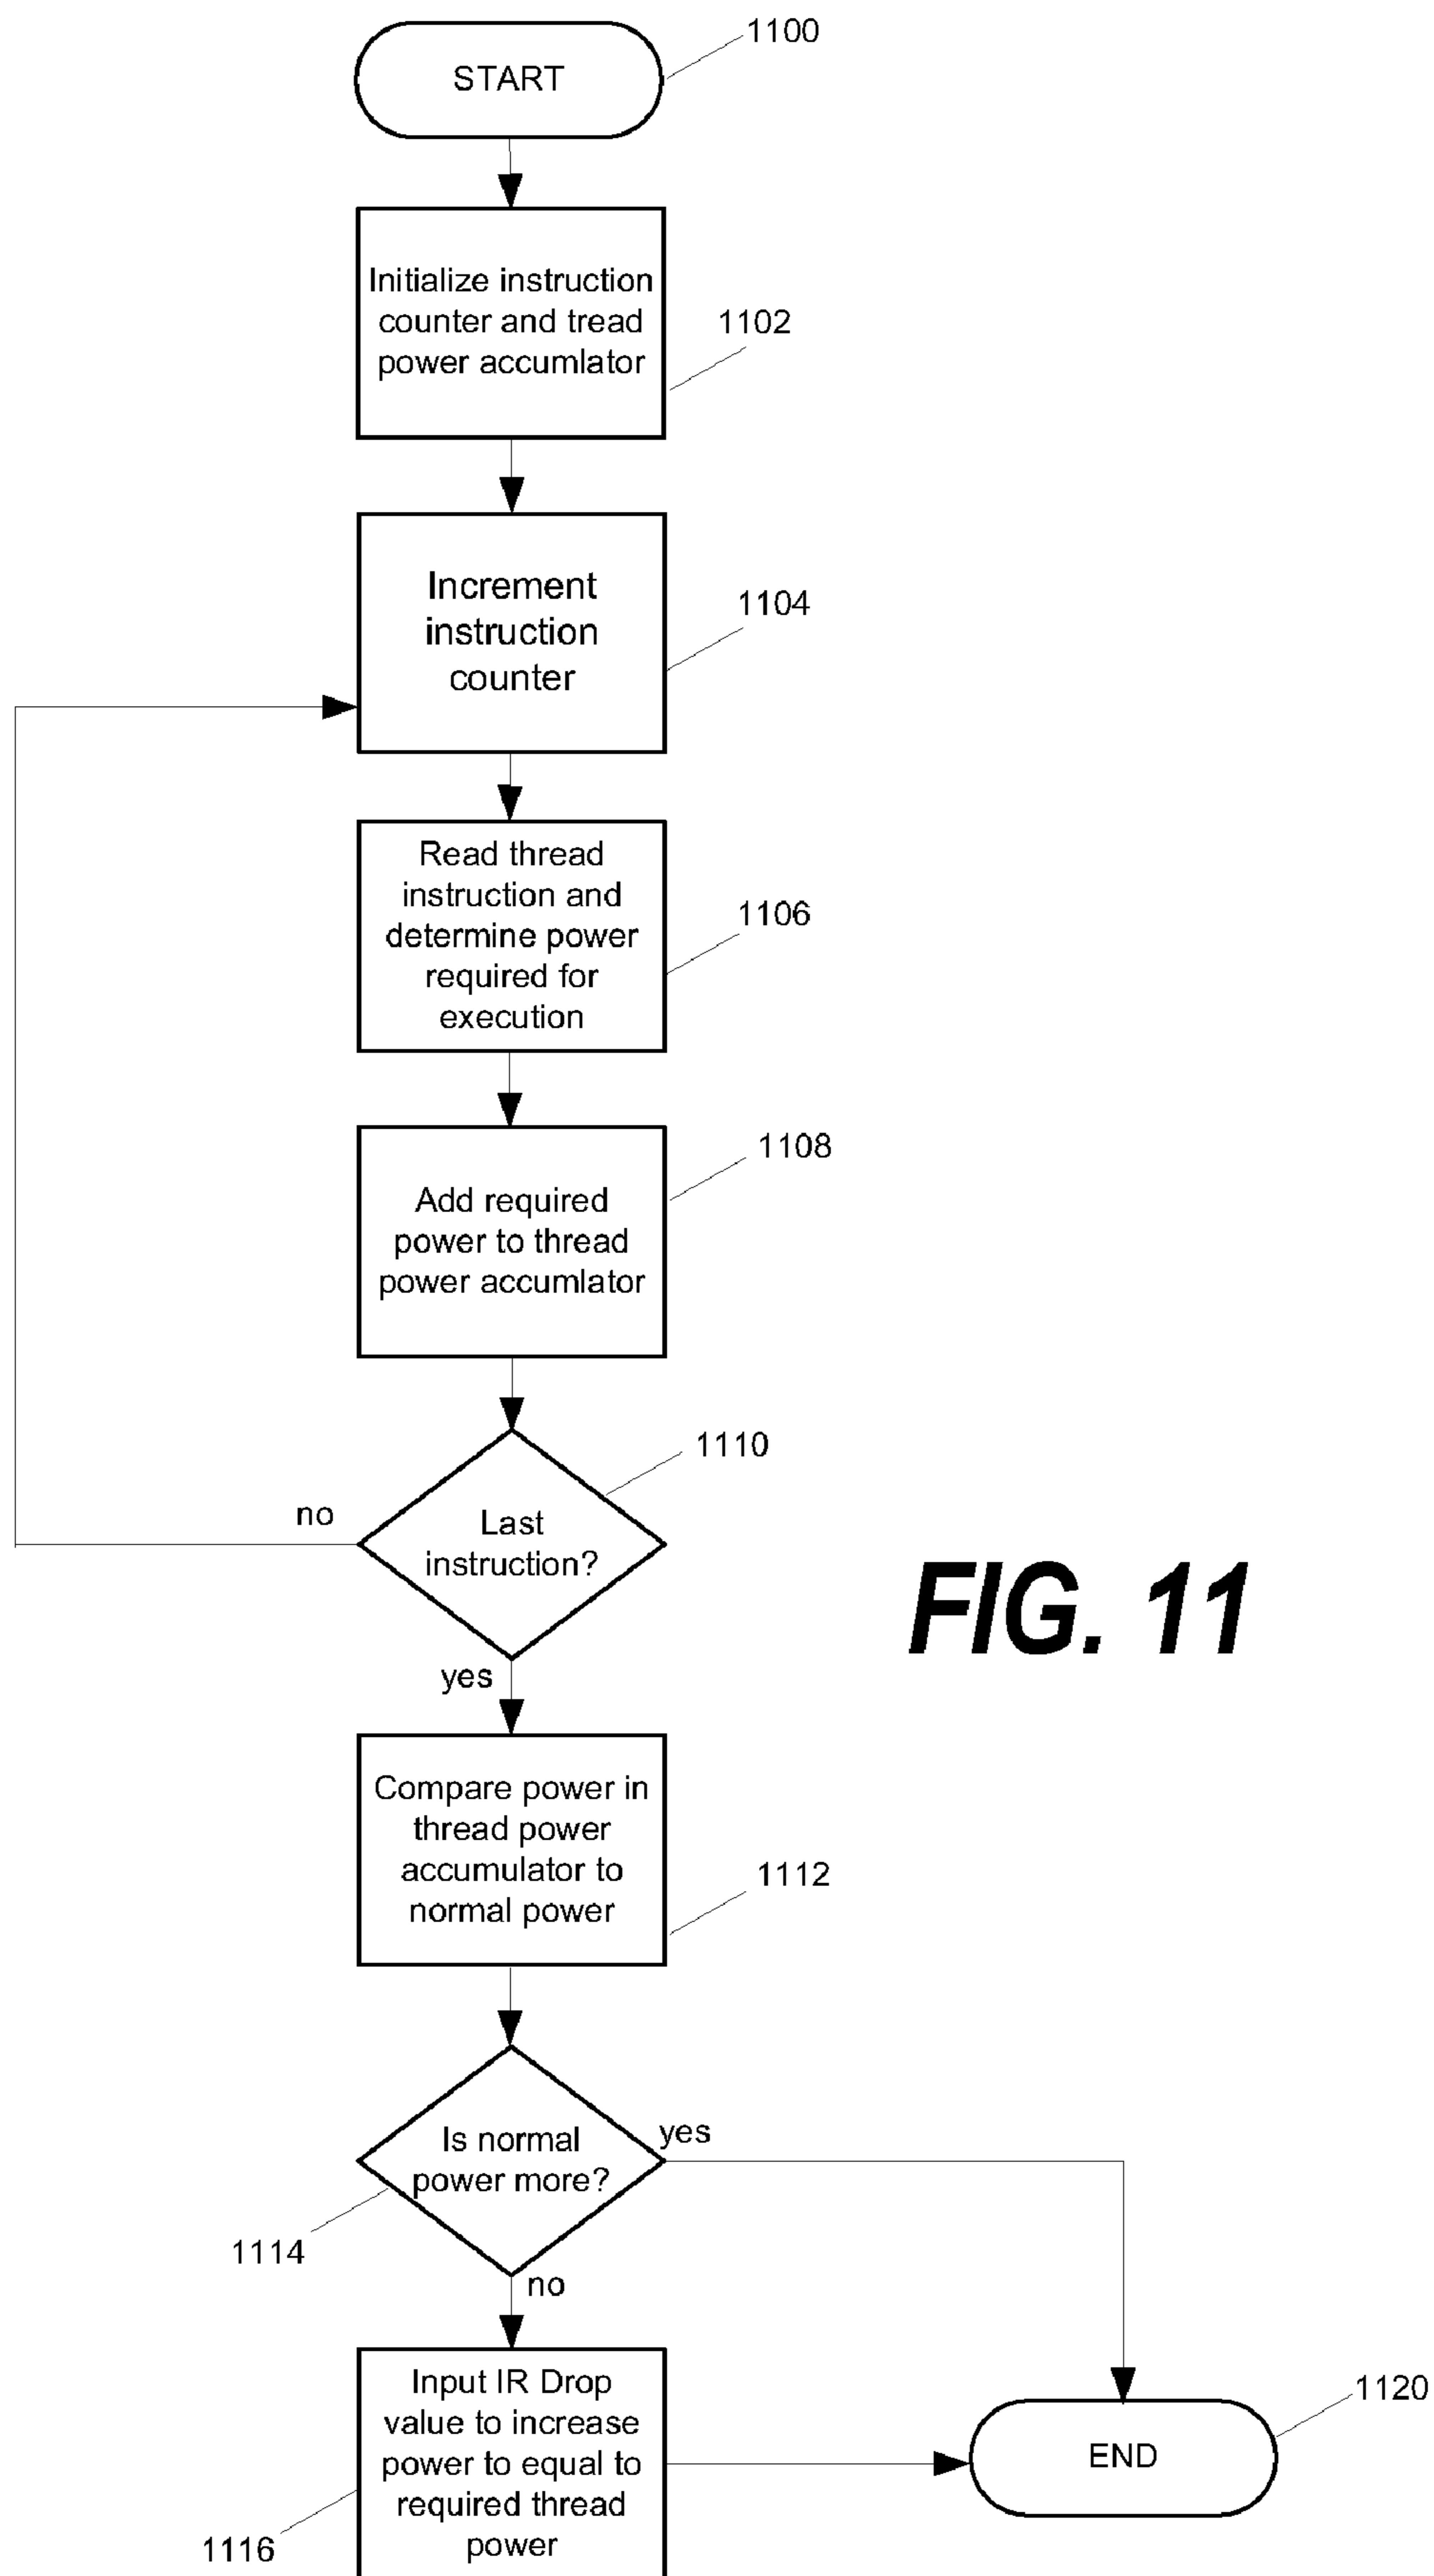 START
1100
Initialize instruction
counter and tread
power accumlator
1102
Increment
instruction
counter
1104
Read thread
instruction and
determine power
required for
execution
1106
Add required
power to thread
power accumlator
1108
Last
instruction?
1110
no
yes
FIG. 11
Compare power in
thread power
accumulator to
normal power
1112
Is normal
power more?
yes
1114
no
Input IR Drop
value to increase
power to equal to
required thread
power
1116
END
1120